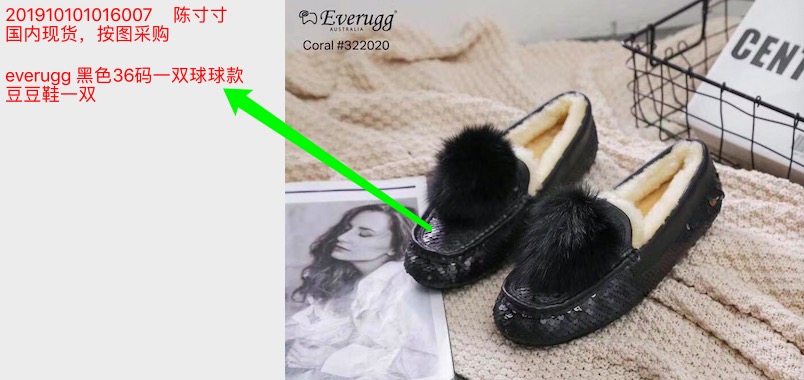 201910101016007 陈寸寸
国内现货，按图采购
everugg 黑色36码一双球球款
豆豆鞋一双
Everugg
AUSTRALIA
Coral #322020
CENT